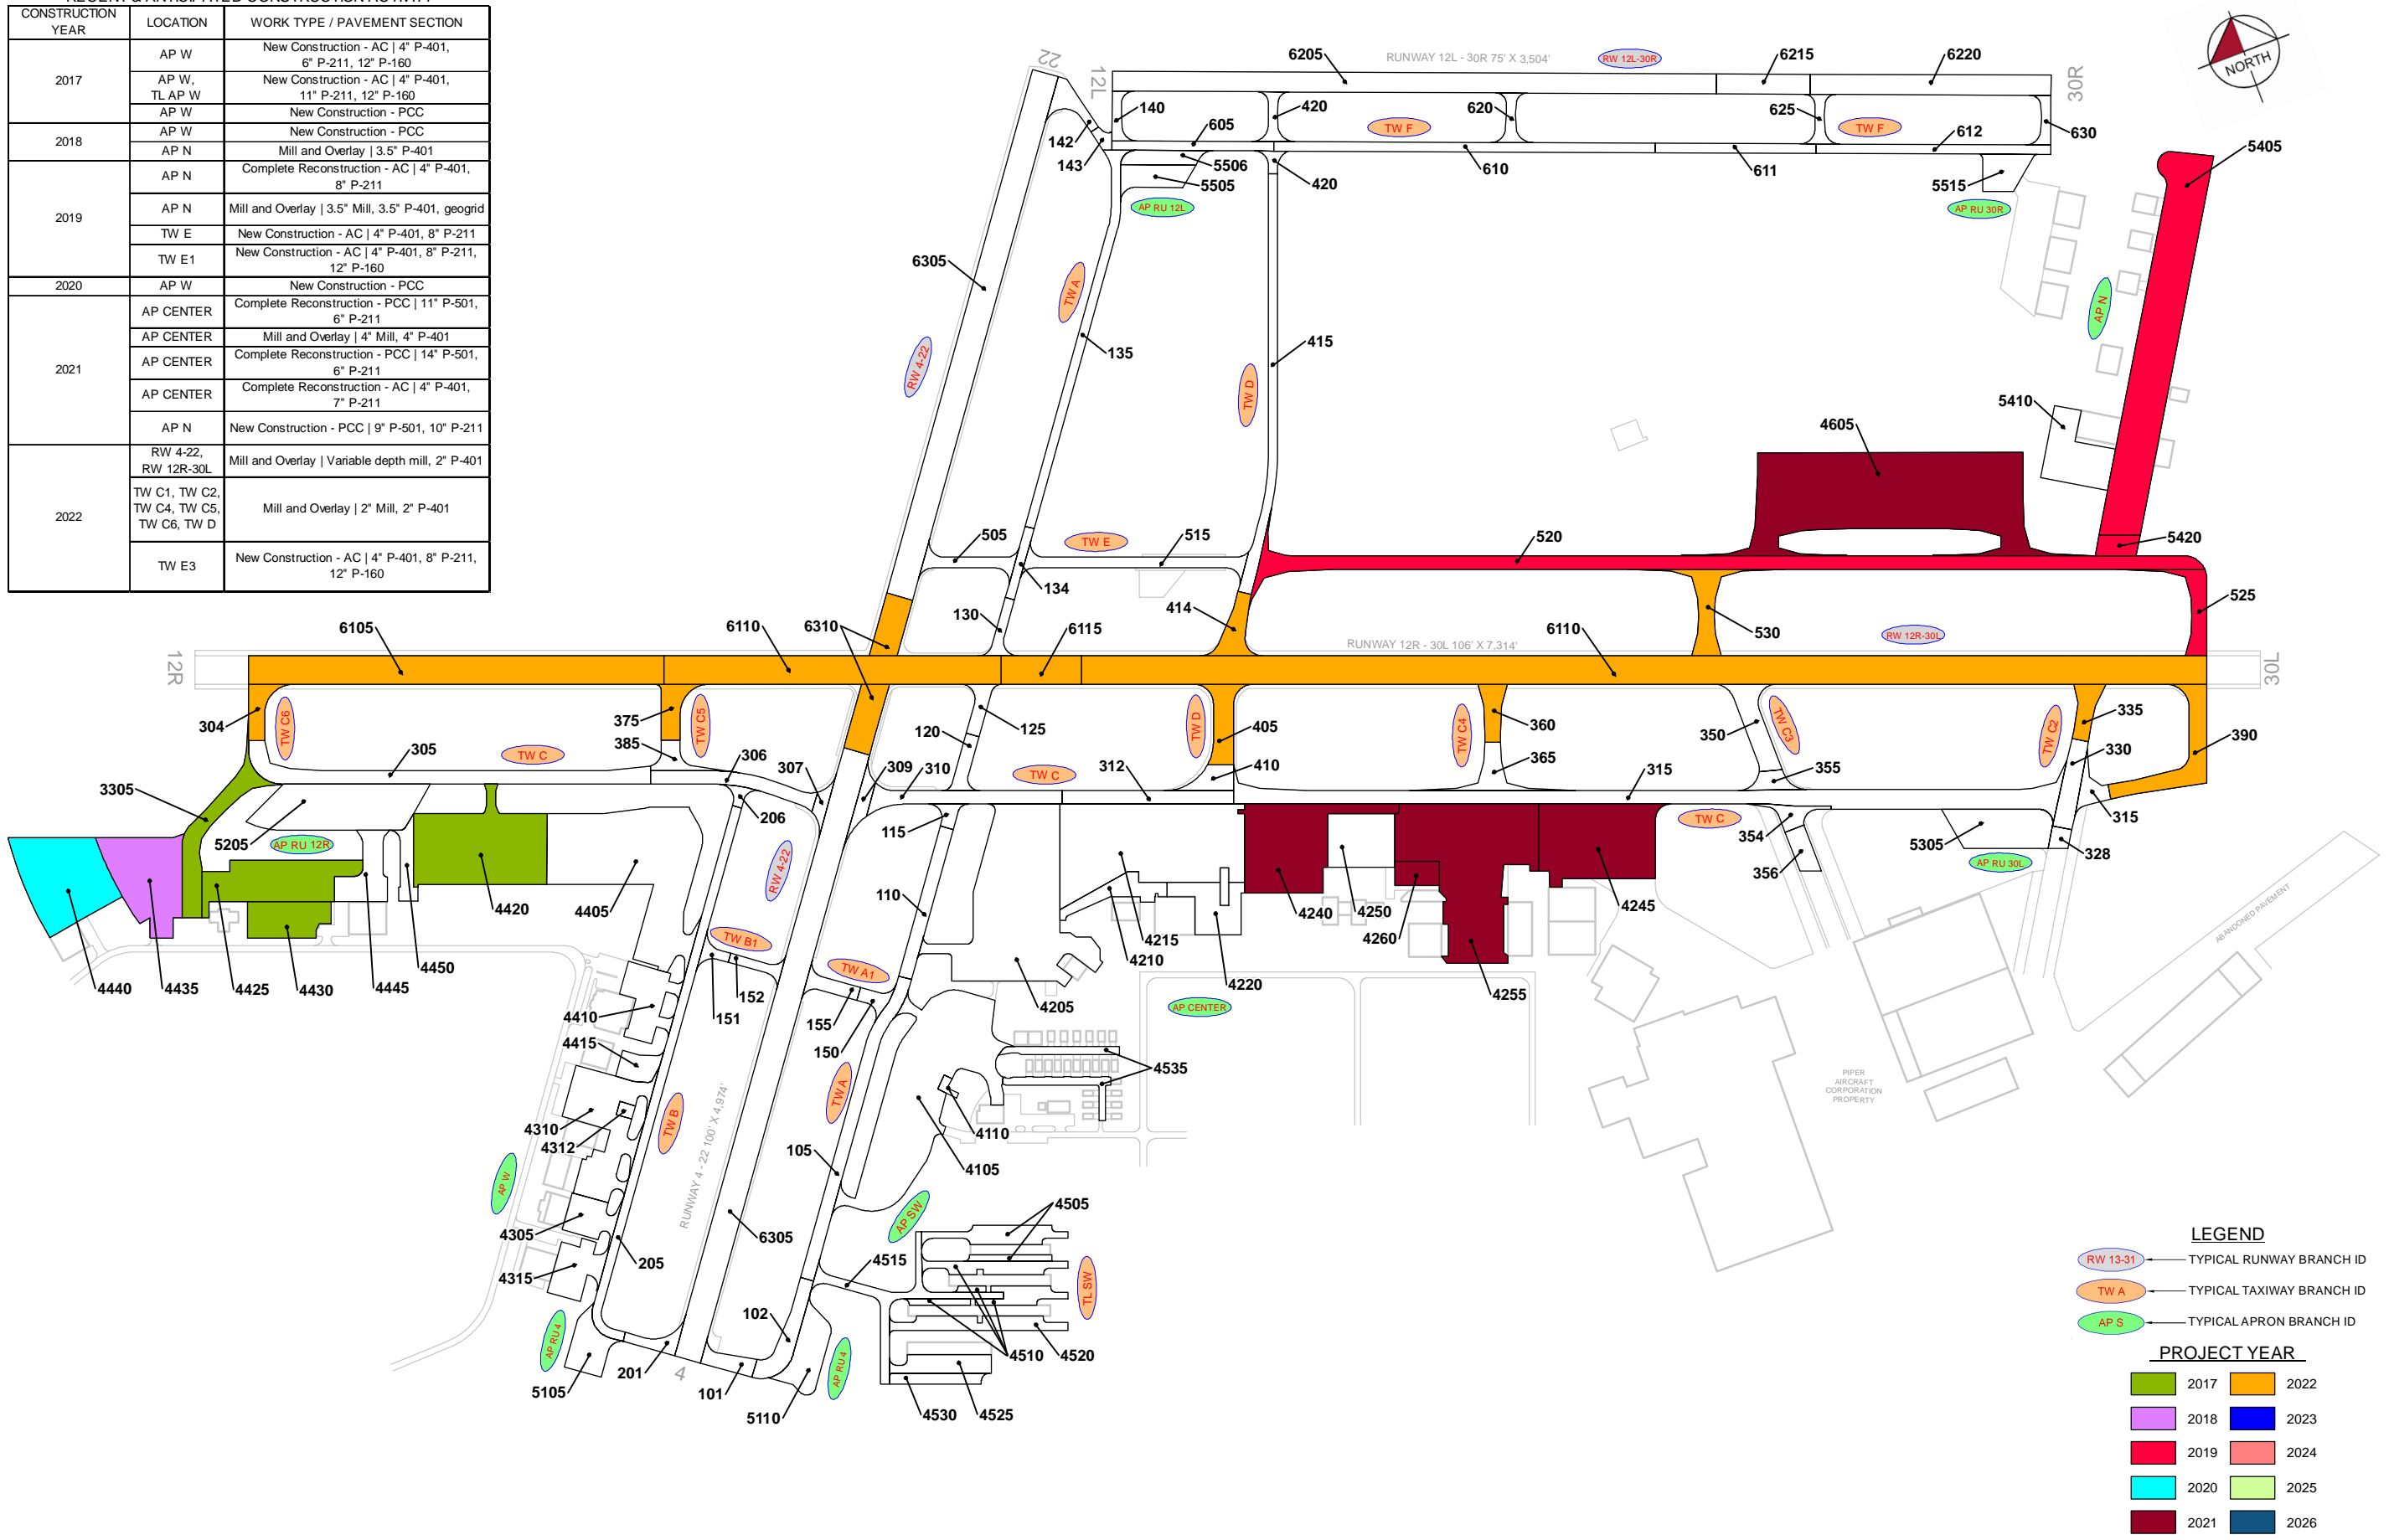 CONSTRUCTION YEAR
LOCATION
WORK TYPE / PAVEMENT SECTION
2017
AP W
New Construction - AC | 4" P-401,
6" P-211, 12" P-160
AP W,
TL AP W
New Construction - AC | 4" P-401,
11" P-211, 12" P-160
AP W
New Construction - PCC
2018
AP W
New Construction - PCC
AP N
Mill and Overlay | 3.5" P-401
2019
AP N
Complete Reconstruction - AC | 4" P-401,
8" P-211
AP N
Mill and Overlay | 3.5" Mill, 3.5" P-401, geogrid
TW E
New Construction - AC | 4" P-401, 8" P-211
TW E1
New Construction - AC | 4" P-401, 8" P-211,
12" P-160
2020
AP W
New Construction - PCC
2021
AP CENTER
Complete Reconstruction - PCC | 11" P-501,
6" P-211
AP CENTER
Mill and Overlay | 4" Mill, 4" P-401
AP CENTER
Complete Reconstruction - PCC | 14" P-501,
6" P-211
AP CENTER
Complete Reconstruction - AC | 4" P-401,
7" P-211
AP N
New Construction - PCC | 9" P-501, 10" P-211
2022
RW 4-22,
RW 12R-30L
Mill and Overlay | Variable depth mill, 2" P-401
TW C1, TW C2,
TW C4, TW C5,
TW C6, TW D
Mill and Overlay | 2" Mill, 2" P-401
TW E3
New Construction - AC | 4" P-401, 8" P-211,
12" P-160
NORTH
22
12L
6205
RUNWAY 12L - 30R 75' X 3,504'
RW 12L-30R
6215
6220
30R
140
420
620
625
TW F
TW F
612
630
142
143
605
5506
5505
420
610
611
5515
5405
AP RU 12L
AP RU 30R
6305
TW A
AP N
135
415
RW 4-22
TW D
5410
4605
505
TW E
515
520
5420
134
130
414
525
530
6105
6110
6310
6115
RUNWAY 12R - 30L 106' X 7,314'
6110
RW 12R-30L
12R
30L
304
TW C6
375
TW C5
385
305
TW C
306
307
309
310
120
125
TW C
TW D
405
410
312
TW C4
360
365
315
350
TW C3
355
TW C2
335
330
390
315
3305
5205
AP RU 12R
206
115
RW 4-22
110
TW C
354
356
5305
328
AP RU 30L
4440
4435
4425
4430
4445
4450
4420
4405
TW B1
TW A1
4215
4210
4220
4205
AP CENTER
4240
4250
4260
4255
4245
ABANDONED PAVEMENT
4410
4415
151
152
155
150
4535
4310
4312
TW B
TW A
4110
4105
105
PIPER
AIRCRAFT
CORPORATION
PROPERTY
AP W
RUNWAY 4 - 22 100' X 4,974'
AP SW
4505
4305
205
6305
4515
TL SW
4315
102
4510
4520
AP RU 4
AP RU 4
5105
201
4
101
5110
4530
4525
LEGEND
RW 13-31
TYPICAL RUNWAY BRANCH ID
TW A
TYPICAL TAXIWAY BRANCH ID
AP S
TYPICAL APRON BRANCH ID
PROJECT YEAR
2017
2022
2018
2023
2019
2024
2020
2025
2021
2026